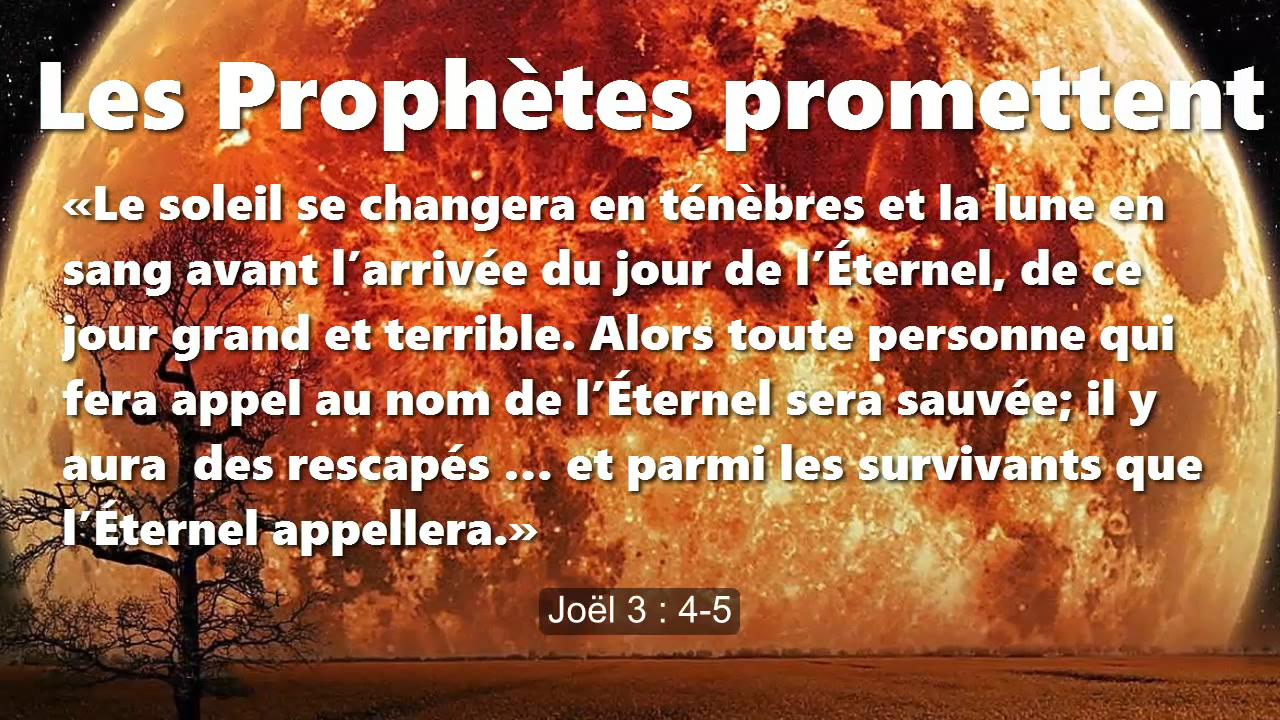 Les Prophètes promettent
«Le soleil se changera en ténèbres et la lune en
sang avant l’arrivée du jour de l’Éternel, de ce
jour grand et terrible. Alors toute personne qui
fera appel au nom de l’Éternel sera sauvée; il y
aura  des rescapés ... et parmi les survivants que
l’Éternel appellera.»
Joël 3 : 4-5